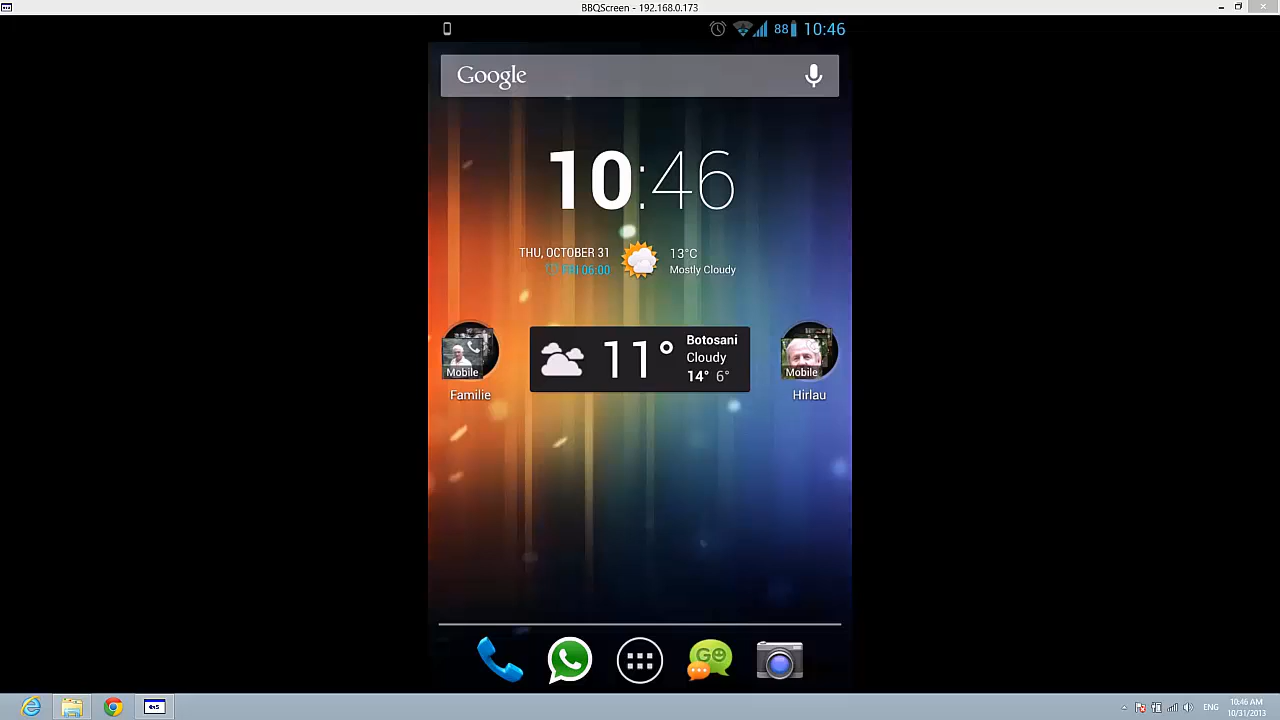 BBQScreen - 192.168.0.173
88 10:46
Google
10:46
THU, OCTOBER 31
FRI 06:00
13°C
Mostly Cloudy
11°
Botosani
Cloudy
14° 6°
Mobile
Familie
Mobile
Hirlau
GO
ENG
10:46 AM
10/31/2013